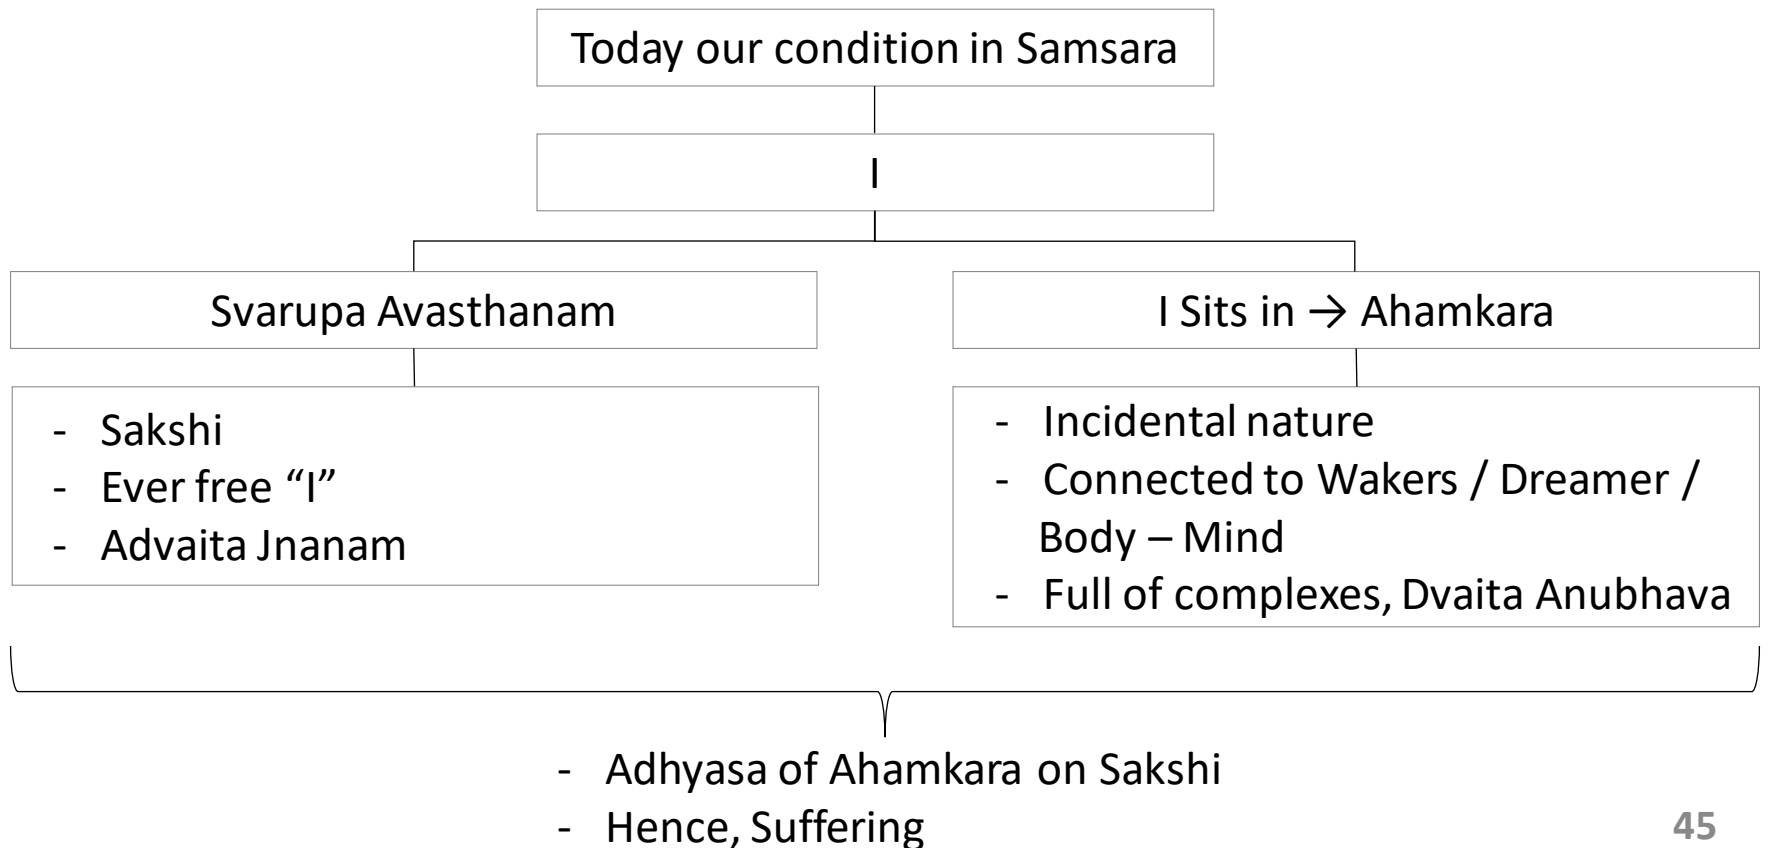 Today our condition in Samsara
I
Svarupa Avasthanam
I Sits in → Ahamkara
- Sakshi
- Ever free “I”
- Advaita Jnanam
- Incidental nature
- Connected to Wakers / Dreamer /
Body – Mind
- Full of complexes, Dvaita Anubhava
- Adhyasa of Ahamkara on Sakshi
- Hence, Suffering
45